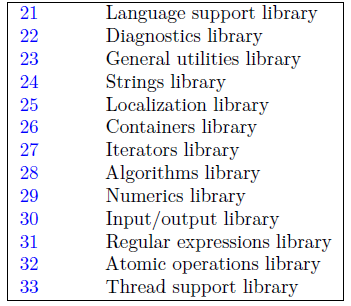 21 Language support library
22 Diagnostics library
23 General utilities library
24 Strings library
25 Localization library
26 Containers library
27 Iterators library
28 Algorithms library
29 Numerics library
30 Input/output library
31 Regular expressions library
32 Atomic operations library
33 Thread support library